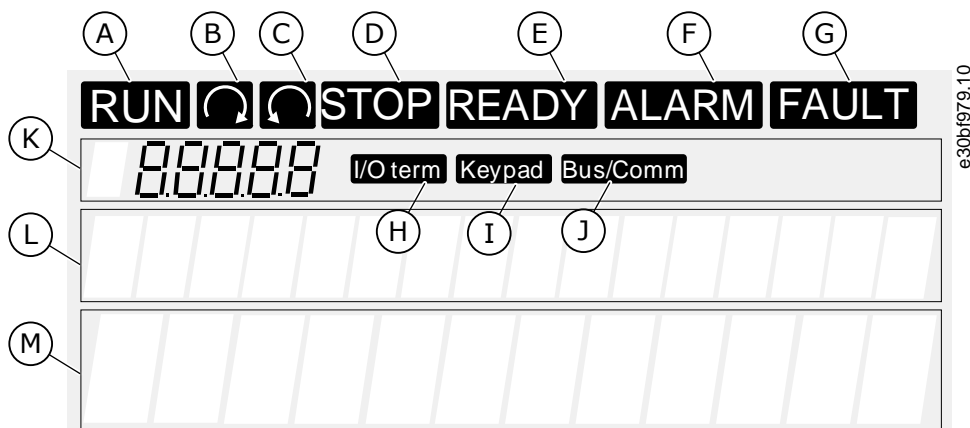 A B C D E F G
RUN STOP READY ALARM FAULT
K 8.8.8.8.8 I/O term Keypad Bus/Comm
H I J
L
M
e30bf979.10